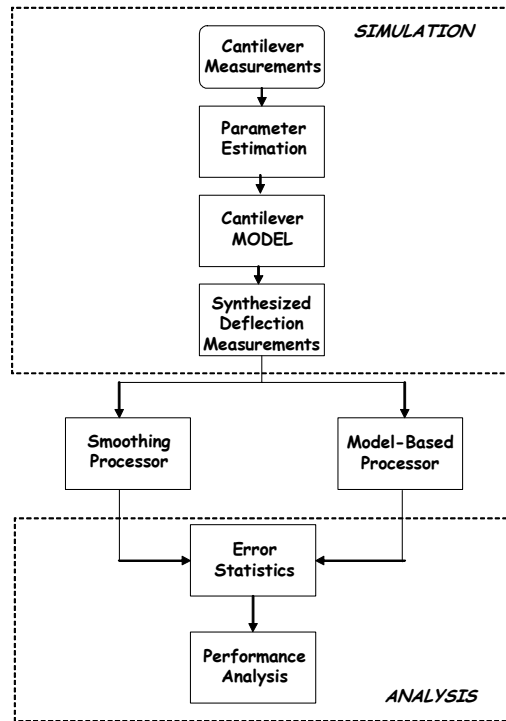 SIMULATION
Cantilever
Measurements
Parameter
Estimation
Cantilever
MODEL
Synthesized
Deflection
Measurements
Smoothing
Processor
Model-Based
Processor
Error
Statistics
Performance
Analysis
ANALYSIS